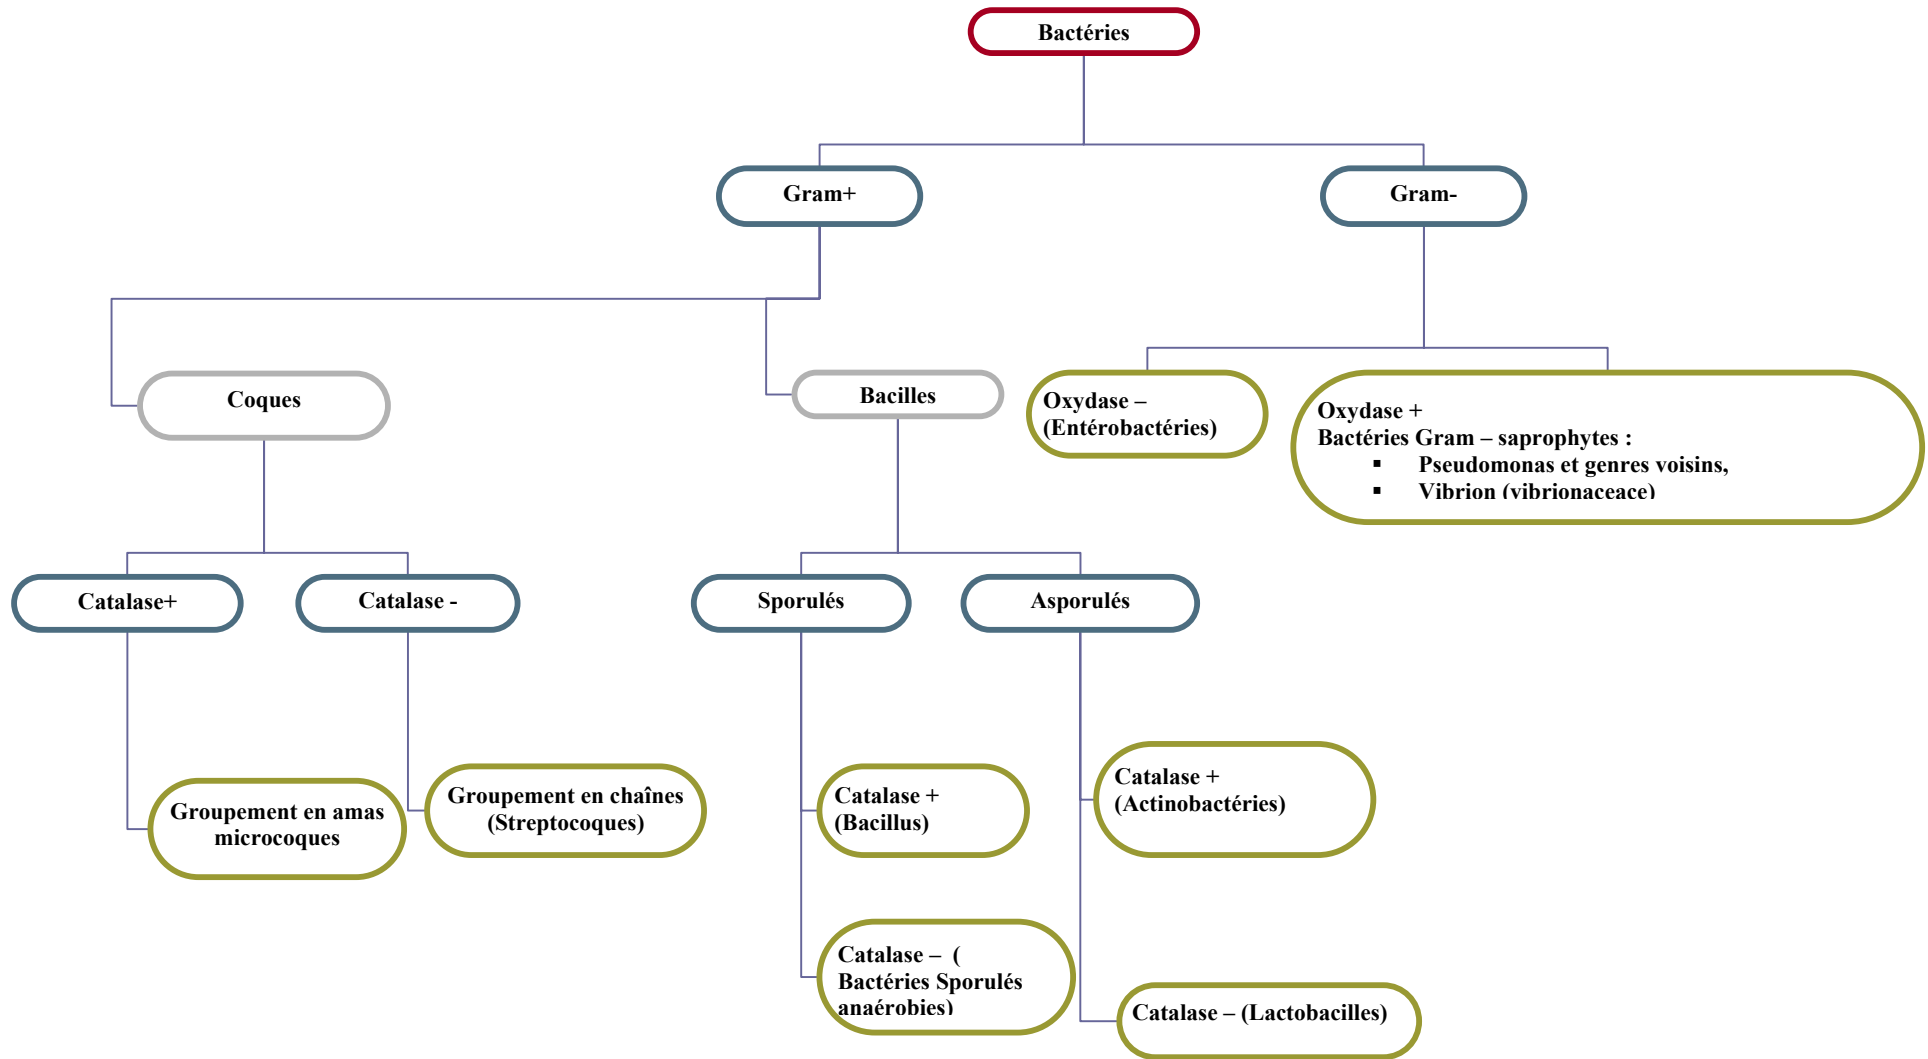 Bactéries
Gram+
Gram-
Coques
Bacilles
Oxydase –
(Entérobactéries)
Oxydase +
Bactéries Gram – saprophytes :
▪ Pseudomonas et genres voisins,
▪ Vibrion (vibrionaceace)
Catalase+
Catalase -
Sporulés
Asporulés
Groupement en amas
microcoques
Groupement en chaînes
(Streptocoques)
Catalase +
(Bacillus)
Catalase +
(Actinobactéries)
Catalase – (
Bactéries Sporulés
anaérobies)
Catalase – (Lactobacilles)